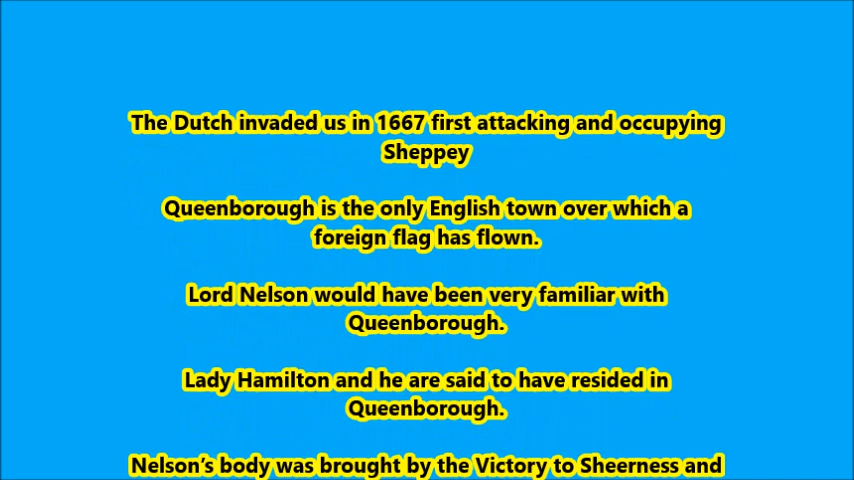 The Dutch invaded us in 1667 first attacking and occupying
Sheppey
Queenborough is the only English town over which a
foreign flag has flown.
Lord Nelson would have been very familiar with
Queenborough.
Lady Hamilton and he are said to have resided in
Queenborough.
Nelson’s body was brought by the Victory to Sheerness and